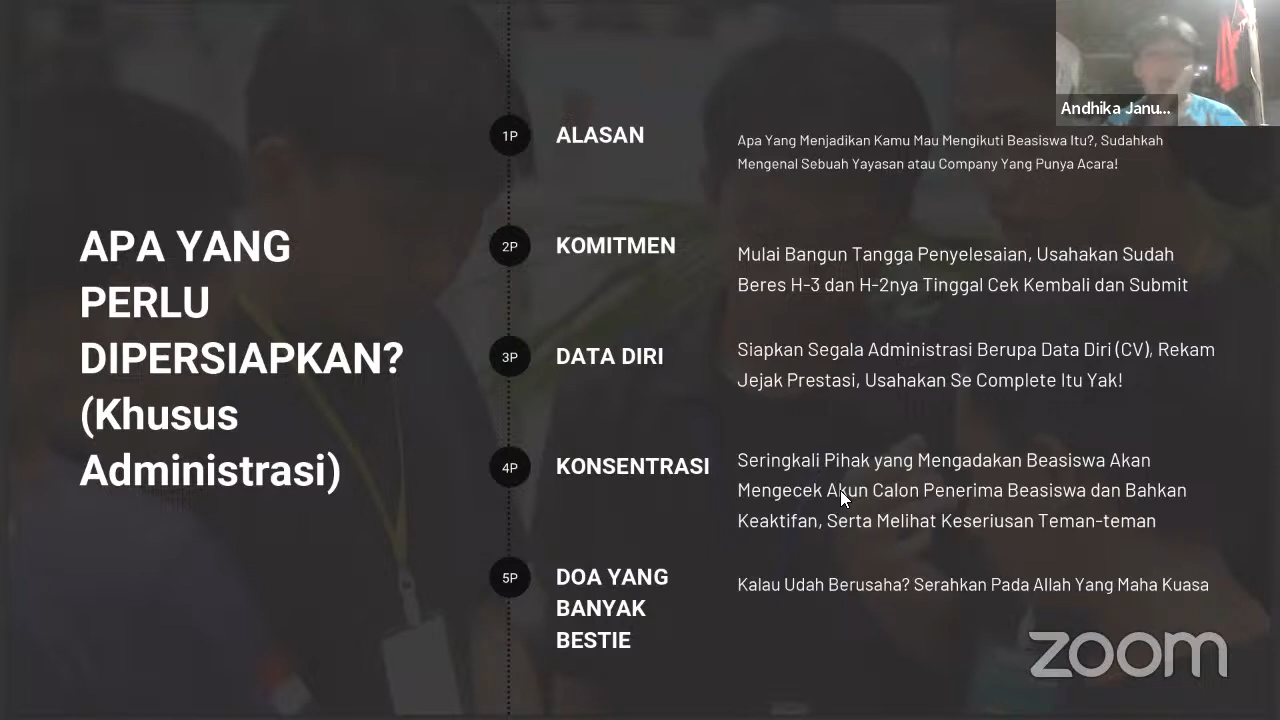 Andhika Janu...
APA YANG
PERLU
DIPERSIAPKAN?
(Khusus
Administrasi)
1P
ALASAN
Apa Yang Menjadikan Kamu Mau Mengikuti Beasiswa Itu?, Sudahkah
Mengenal Sebuah Yayasan atau Company Yang Punya Acara!
2P
KOMITMEN
Mulai Bangun Tangga Penyelesaian, Usahakan Sudah
Beres H-3 dan H-2nya Tinggal Cek Kembali dan Submit
3P
DATA DIRI
Siapkan Segala Administrasi Berupa Data Diri (CV), Rekam
Jejak Prestasi, Usahakan Se Complete Itu Yak!
4P
KONSENTRASI
Seringkali Pihak yang Mengadakan Beasiswa Akan
Mengecek Akun Calon Penerima Beasiswa dan Bahkan
Keaktifan, Serta Melihat Keseriusan Teman-teman
5P
DOA YANG
BANYAK
BESTIE
Kalau Udah Berusaha? Serahkan Pada Allah Yang Maha Kuasa
zoom